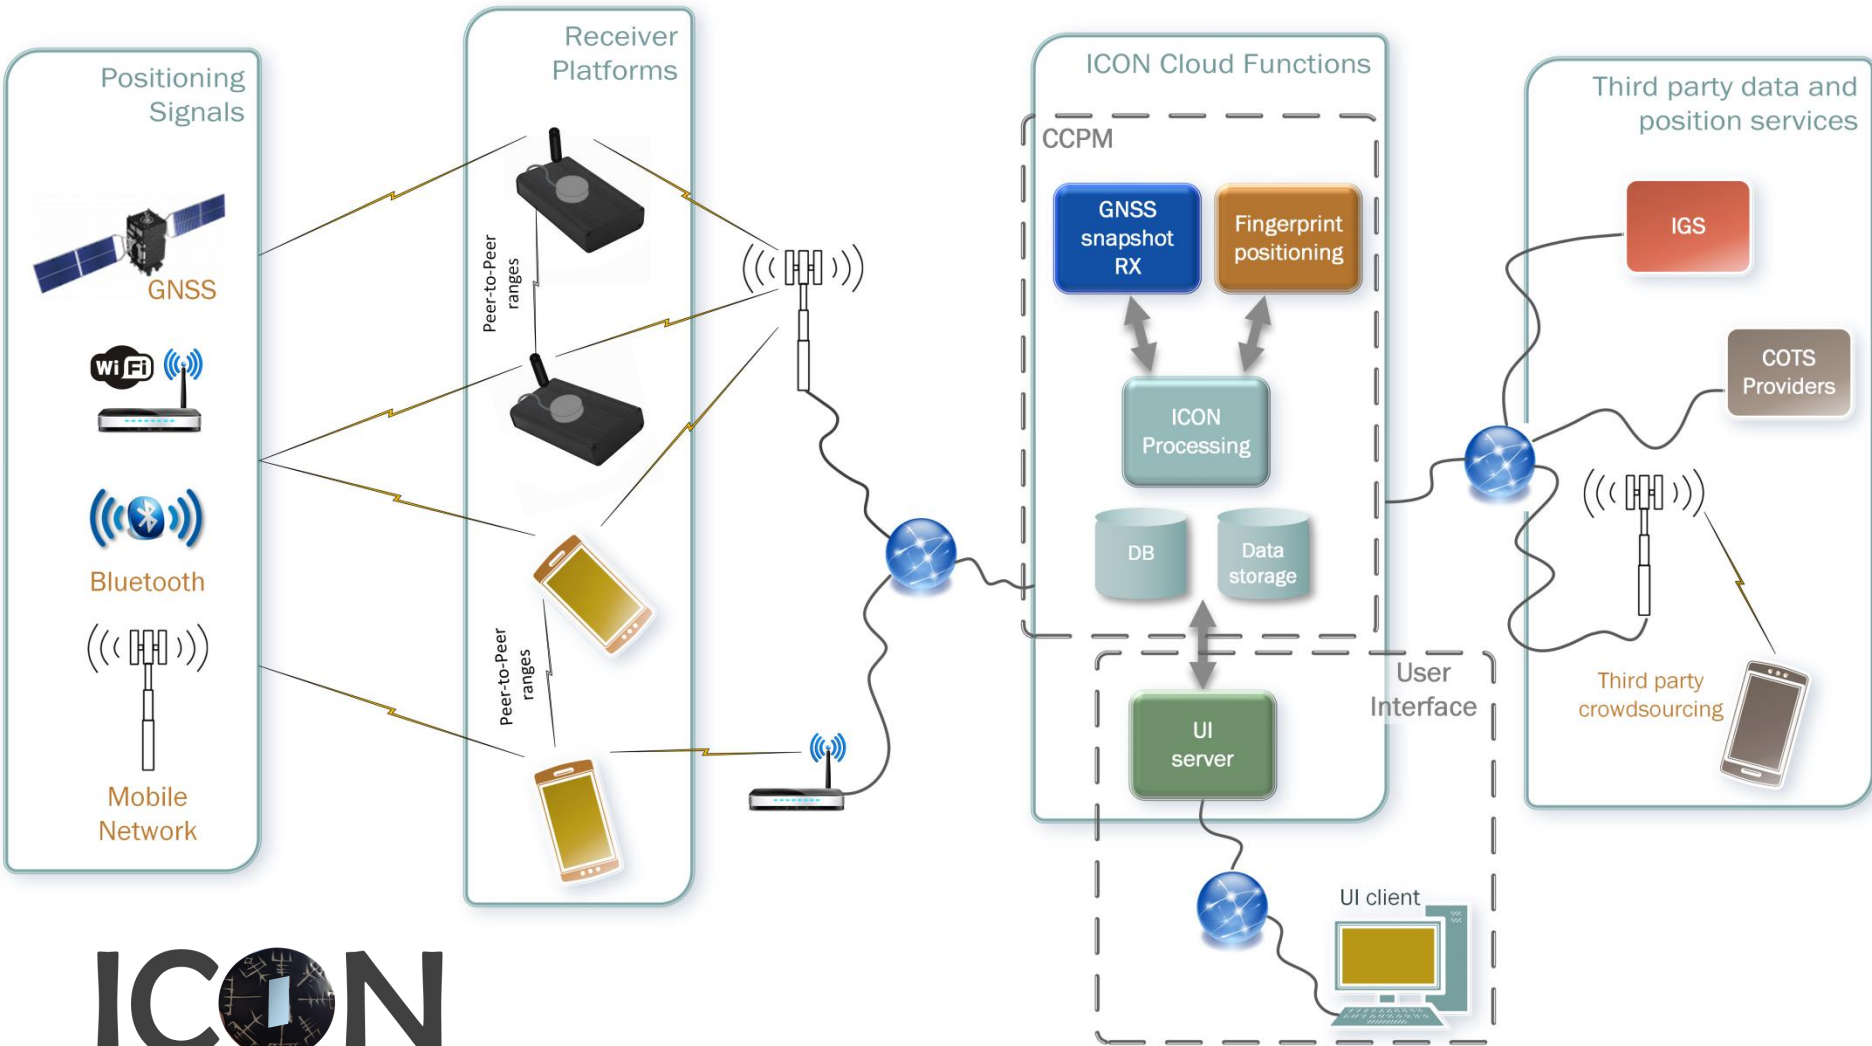 Positioning
Signals
GNSS
Wi Fi
Bluetooth
Mobile
Network
Receiver
Platforms
Peer-to-Peer
ranges
Peer-to-Peer
ranges
ICON Cloud Functions
CCPM
GNSS
snapshot
RX
Fingerprint
positioning
ICON
Processing
DB
Data
storage
User
Interface
UI
server
UI client
Third party data and
position services
IGS
COTS
Providers
Third party
crowdsourcing
ICON